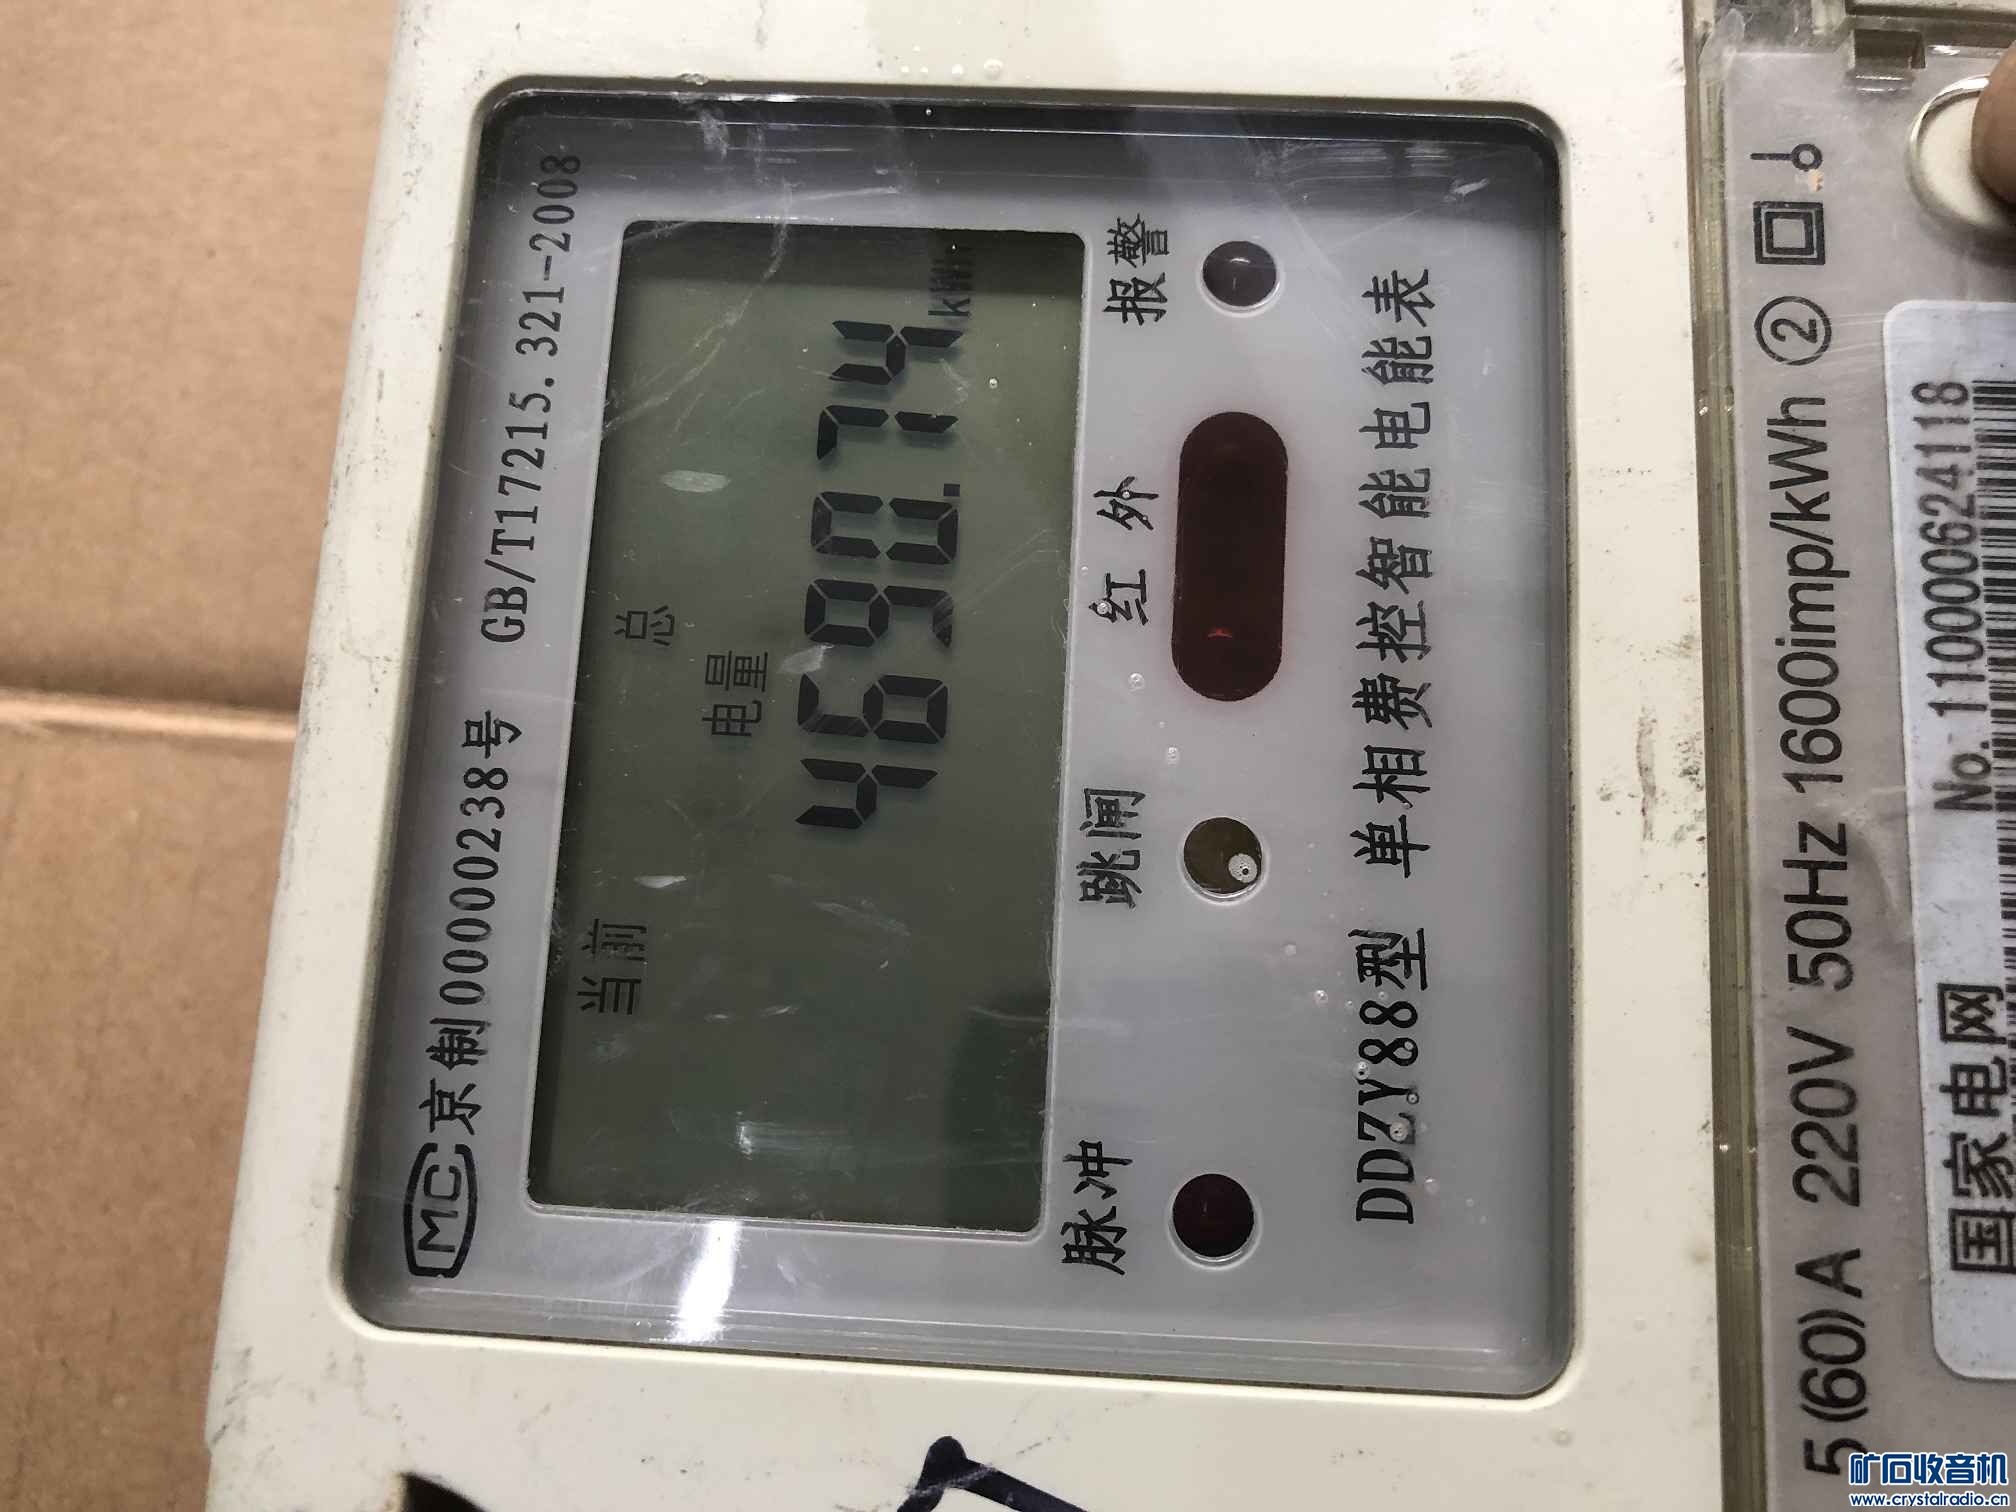 MC 京制00000238号 GB/T17215.321-2008
当前 总
电量
4698.74 kWh
脉冲 跳闸 红外 报警
DDZY88型 单相费控智能电能表
5(60)A 220V 50Hz 1600imp/kWh ②
国家电网 No. 110000624118
矿石收音机
www.crystalradio.cn